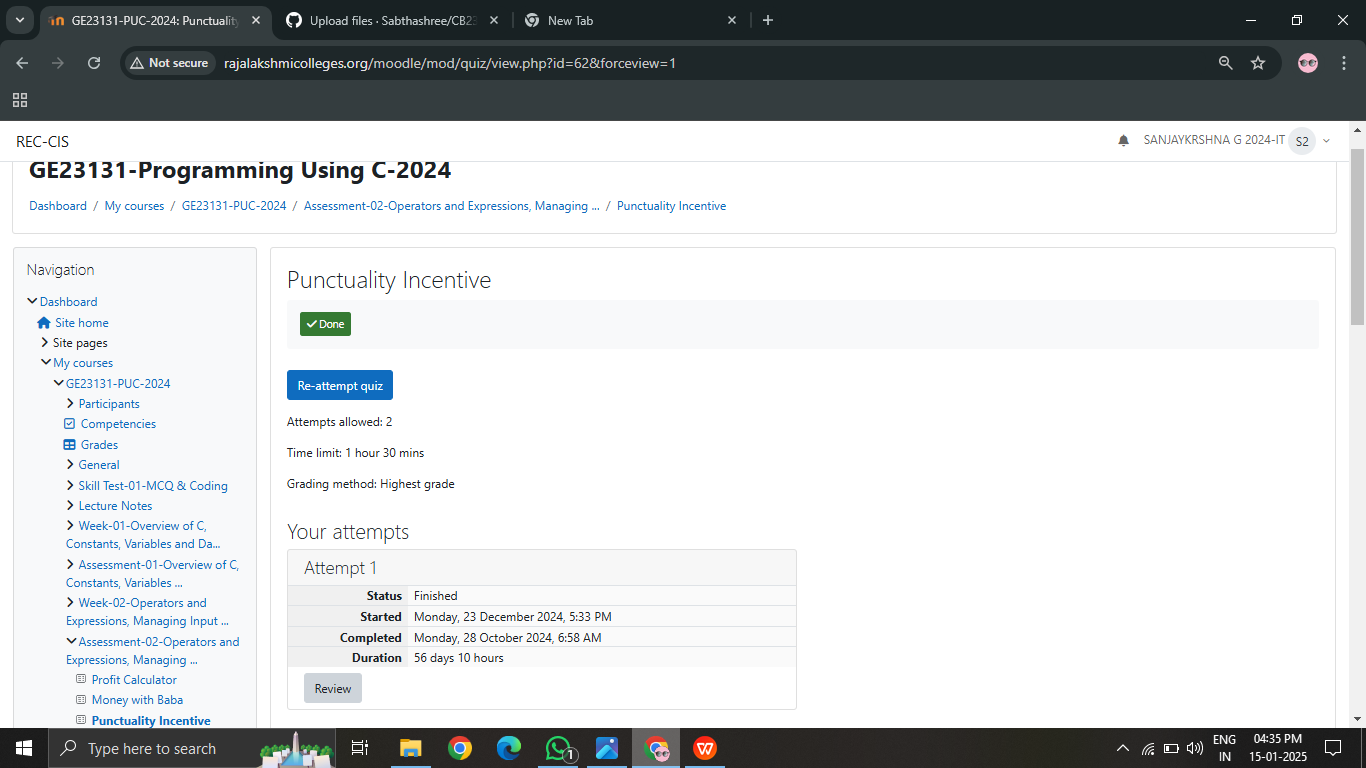 GE23131-PUC-2024: Punctuality
Upload files · Sabthashree/CB23
New Tab
Not secure
rajalakshmicolleges.org/moodle/mod/quiz/view.php?id=62&forceview=1
REC-CIS
SANJAYKRSHNA G 2024-IT
S2
GE23131-Programming Using C-2024
Dashboard / My courses / GE23131-PUC-2024 / Assessment-02-Operators and Expressions, Managing ... / Punctuality Incentive
Navigation
Dashboard
Site home
Site pages
My courses
GE23131-PUC-2024
Participants
Competencies
Grades
General
Skill Test-01-MCQ & Coding
Lecture Notes
Week-01-Overview of C,
Constants, Variables and Da...
Assessment-01-Overview of C,
Constants, Variables ...
Week-02-Operators and
Expressions, Managing Input ...
Assessment-02-Operators and
Expressions, Managing ...
Profit Calculator
Money with Baba
Punctuality Incentive
Punctuality Incentive
Done
Re-attempt quiz
Attempts allowed: 2
Time limit: 1 hour 30 mins
Grading method: Highest grade
Your attempts
Attempt 1
Status Finished
Started Monday, 23 December 2024, 5:33 PM
Completed Monday, 28 October 2024, 6:58 AM
Duration 56 days 10 hours
Review
Type here to search
1
W
ENG
IN
04:35 PM
15-01-2025